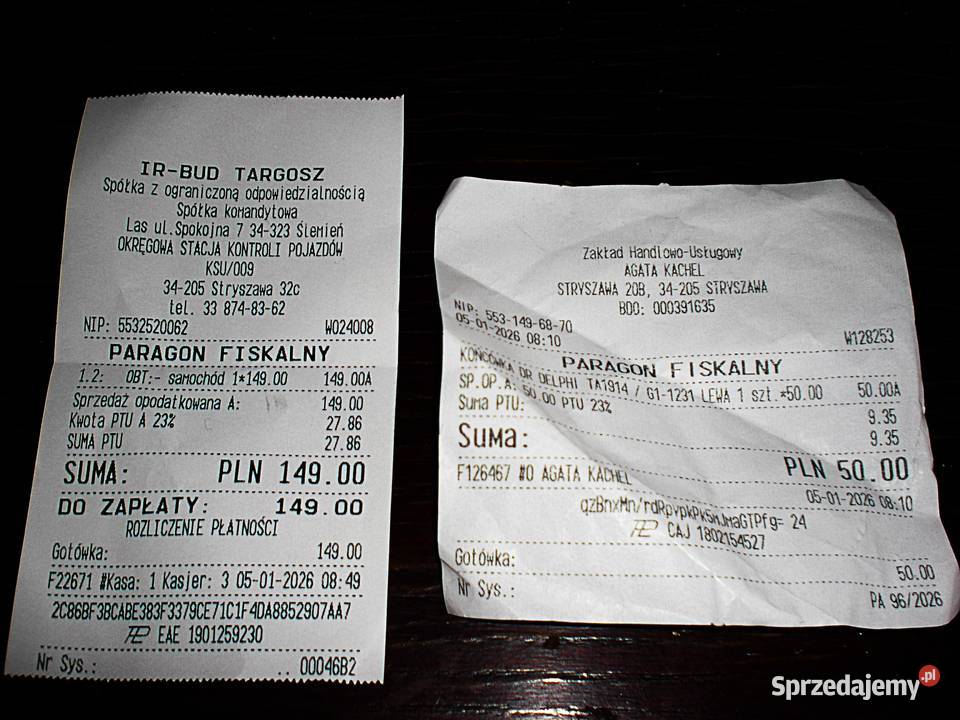 IR-BUD TARGOSZ
Spółka z ograniczoną odpowiedzialnością
Spółka komandytowa
Las ul.Spokojna 7 34-323 Ślemień
OKRĘGOWA STACJA KONTROLI POJAZDÓW
KSU/009
34-205 Stryszawa 32c
tel. 33 874-83-62
NIP: 5532520062 W024008
PARAGON FISKALNY
1.2: OBT:- samochód 1*149.00 149.00A
Sprzedaż opodatkowana A: 149.00
Kwota PTU A 23% 27.86
SUMA PTU 27.86
SUMA: PLN 149.00
DO ZAPŁATY: 149.00
ROZLICZENIE PŁATNOŚCI
Gotówka: 149.00
F22671 #Kasa: 1 Kasjer: 3 05-01-2026 08:49
2C86BF3BCABE383F3379CE71C1F4DA8852907AA7
EAE 1901259230
Nr Sys.: .. 00046B2
Zakład Handlowo-Usługowy
AGATA KACHEL
STRYSZAWA 20B, 34-205 STRYSZAWA
BDO: 000391635
NIP: 553-149-68-70
05-01-2026 08:10 W128253
PARAGON FISKALNY
KOŃCÓWKA DR DELPHI TA1914 / G1-1231 LEWA 1 szt.*50.00 50.00A
SP.OP.A: 50.00 PTU 23% 9.35
Suma PTU: 9.35
Suma: PLN 50.00
F126467 #0 AGATA KACHEL 05-01-2026 08:10
CAJ 1802154527
Gotówka: 50.00
Nr Sys.: PA 96/2026
Sprzedajemy.pl